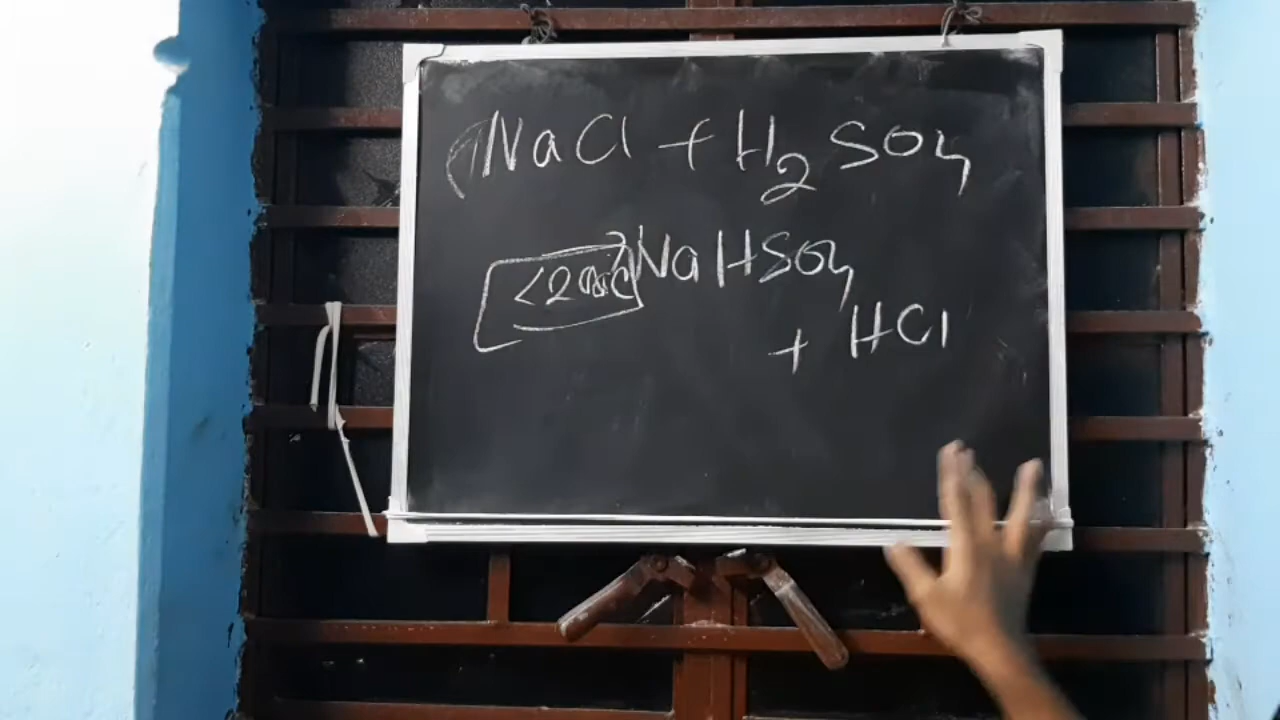 NaCl + H₂SO₄
<200°C NaHSO₄
+ HCl